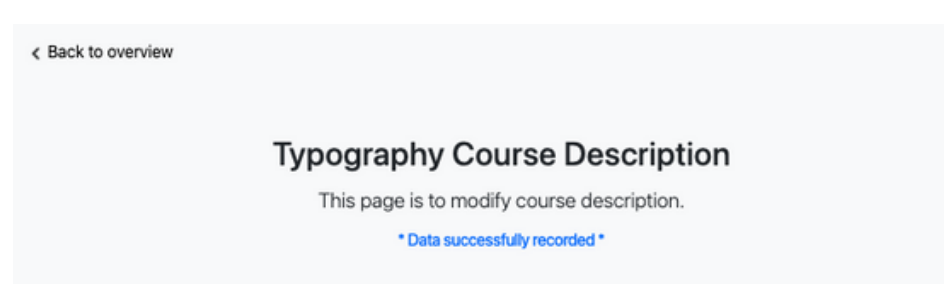 < Back to overview
Typography Course Description
This page is to modify course description.
* Data successfully recorded *